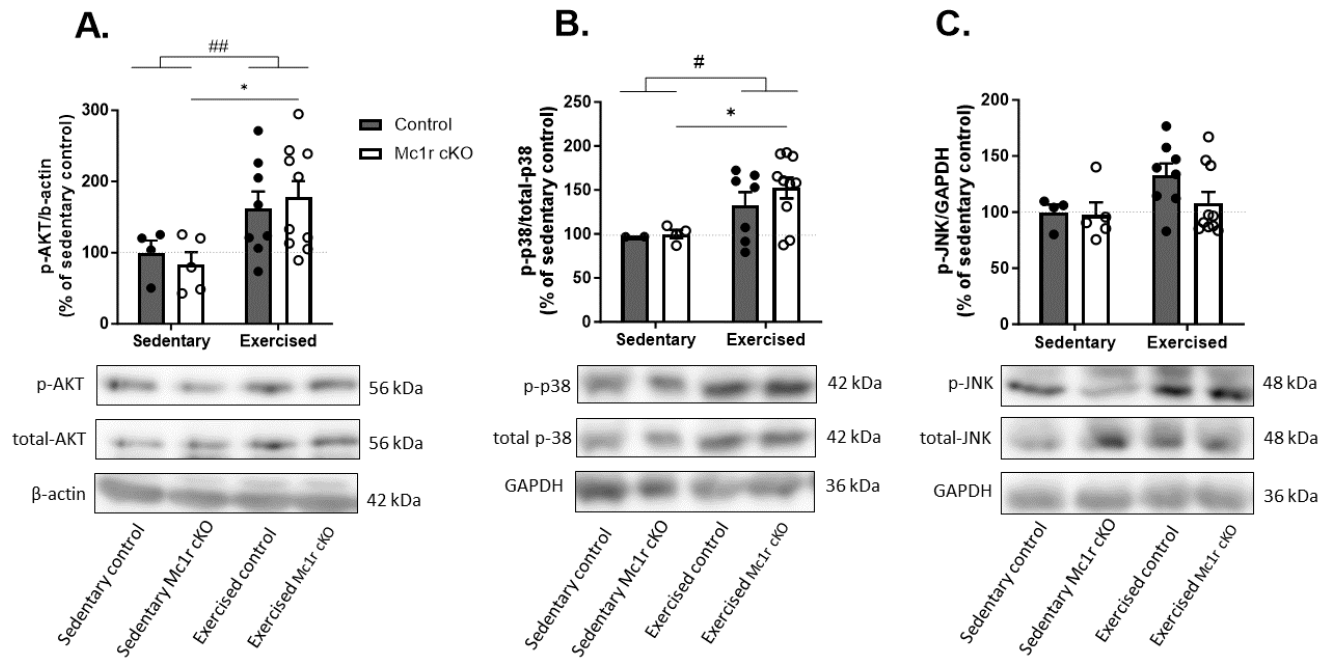 A.
##
*
p-AKT/b-actin
(% of sedentary control)
300
200
100
0
Sedentary Exercised
Control
Mc1r cKO
p-AKT 56 kDa
total-AKT 56 kDa
β-actin 42 kDa
Sedentary control
Sedentary Mc1r cKO
Exercised control
Exercised Mc1r cKO
B.
#
*
p-p38/total-p38
(% of sedentary control)
250
200
150
100
50
0
Sedentary Exercised
p-p38 42 kDa
total p-38 42 kDa
GAPDH 36 kDa
Sedentary control
Sedentary Mc1r cKO
Exercised control
Exercised Mc1r cKO
C.
p-JNK/GAPDH
(% of sedentary control)
200
150
100
50
0
Sedentary Exercised
p-JNK 48 kDa
total-JNK 48 kDa
GAPDH 36 kDa
Sedentary control
Sedentary Mc1r cKO
Exercised control
Exercised Mc1r cKO